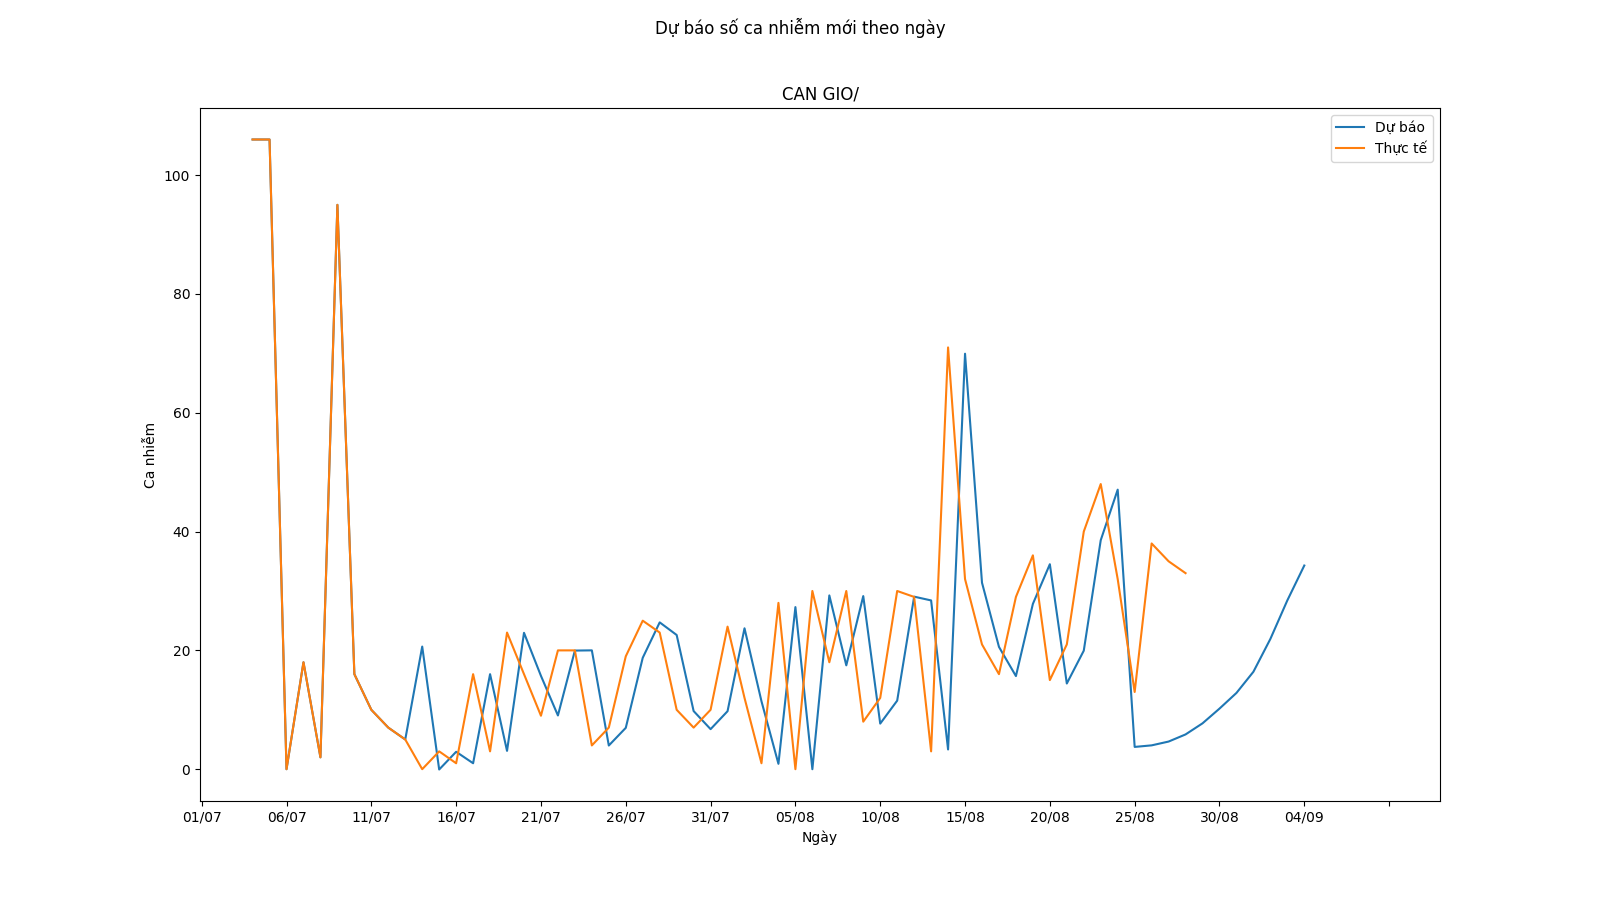 Dự báo số ca nhiễm mới theo ngày
CAN GIO/
Dự báo
Thực tế
100
80
60
40
20
0
Ca nhiễm
01/07 06/07 11/07 16/07 21/07 26/07 31/07 05/08 10/08 15/08 20/08 25/08 30/08 04/09
Ngày